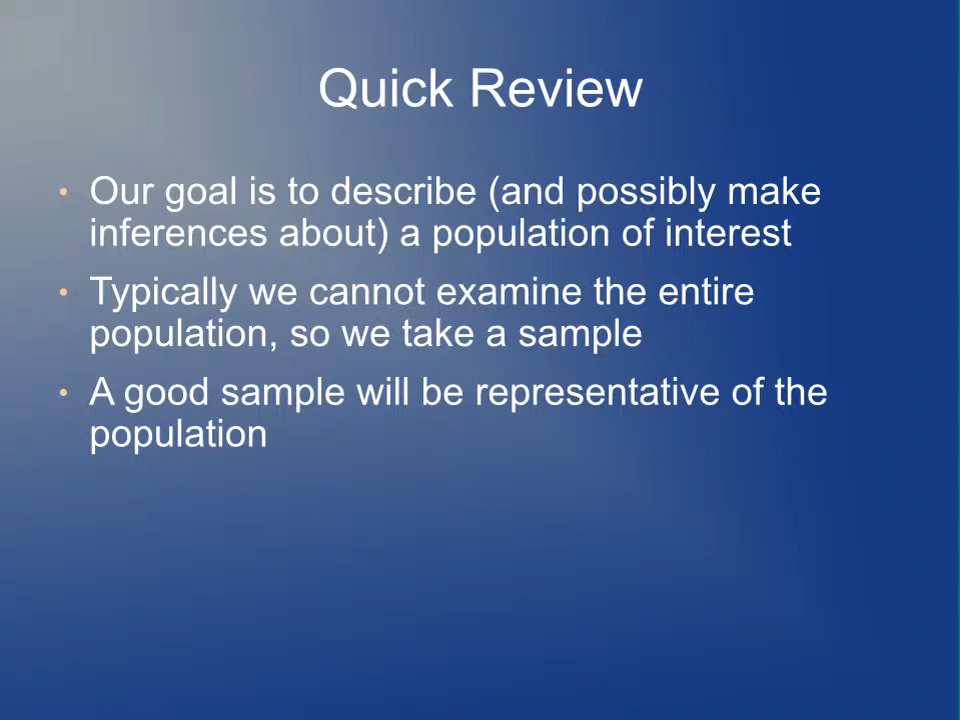 Quick Review
• Our goal is to describe (and possibly make
inferences about) a population of interest
• Typically we cannot examine the entire
population, so we take a sample
• A good sample will be representative of the
population